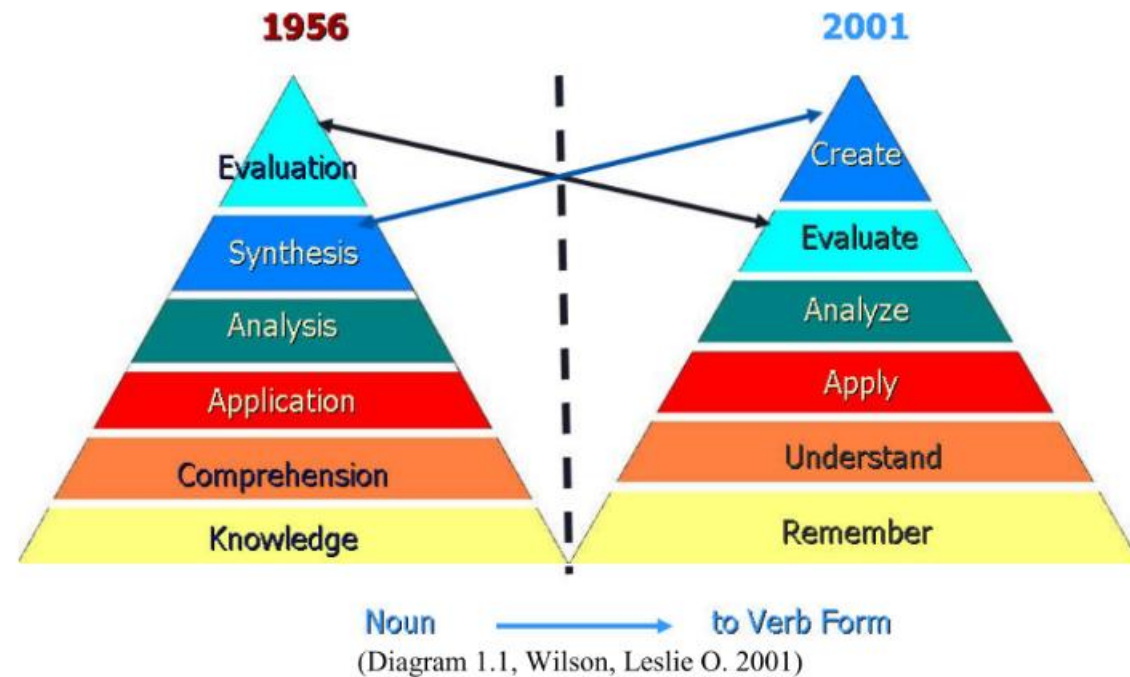 1956
2001
Evaluation
Synthesis
Analysis
Application
Comprehension
Knowledge
Create
Evaluate
Analyze
Apply
Understand
Remember
Noun to Verb Form
(Diagram 1.1, Wilson, Leslie O. 2001)